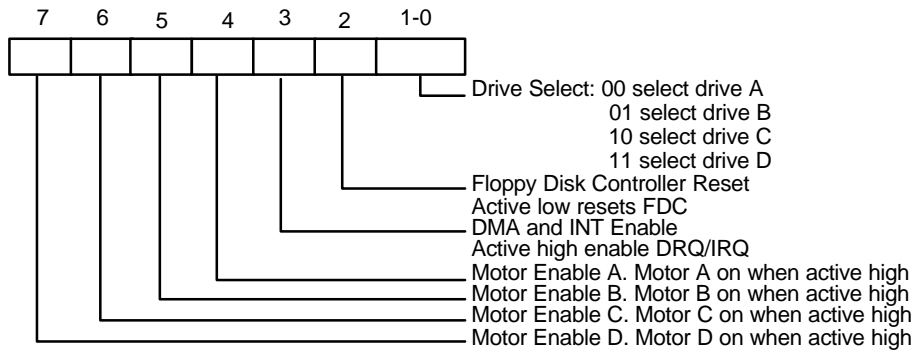 7 6 5 4 3 2 1-0
Drive Select: 00 select drive A
01 select drive B
10 select drive C
11 select drive D
Floppy Disk Controller Reset
Active low resets FDC
DMA and INT Enable
Active high enable DRQ/IRQ
Motor Enable A. Motor A on when active high
Motor Enable B. Motor B on when active high
Motor Enable C. Motor C on when active high
Motor Enable D. Motor D on when active high